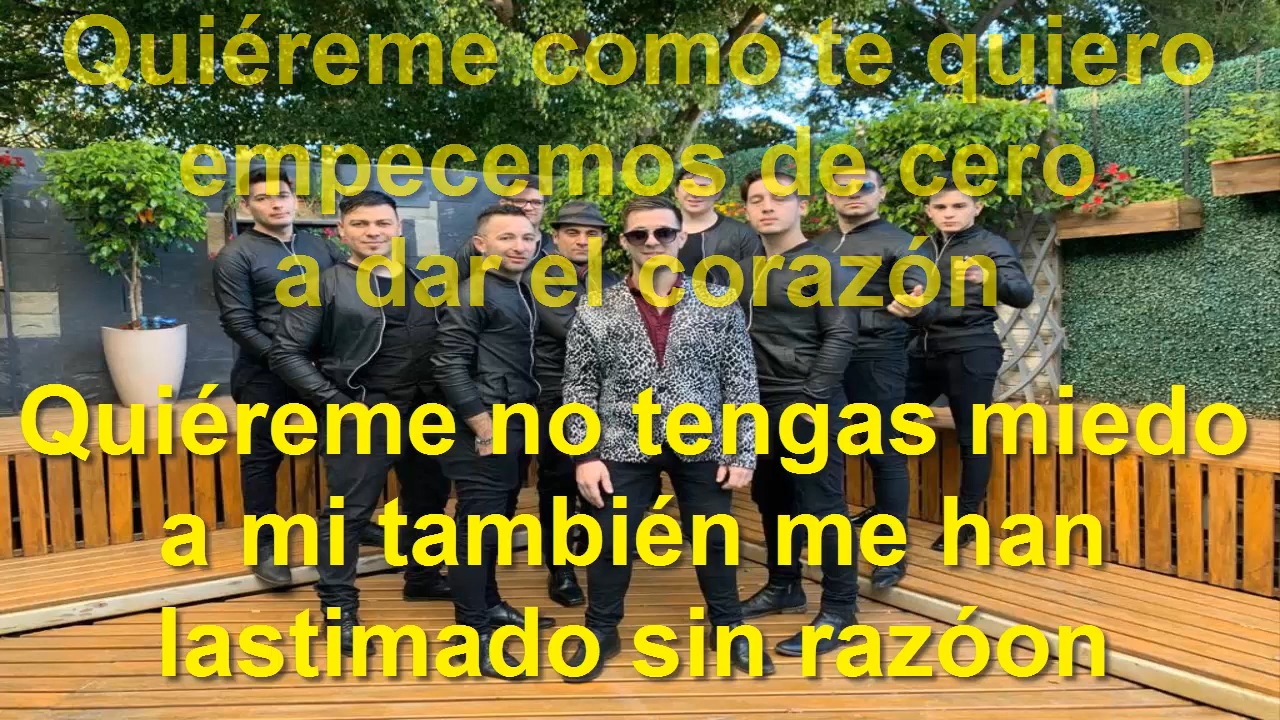 Quiéreme como te quiero
empecemos de cero
a dar el corazón
Quiéreme no tengas miedo
a mi también me han
lastimado sin razóon